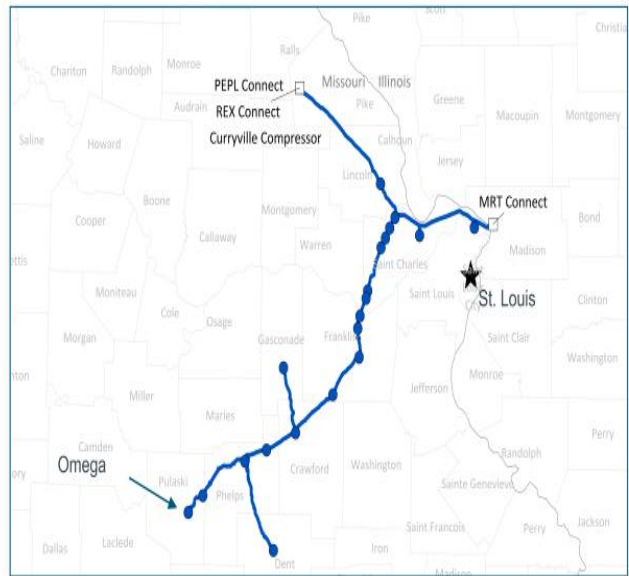 Pike
Scott
Christia
Chariton
Randolph
Monroe
Ralls
PEPL Connect
Missouri
Illinois
Audrain
Pike
Greene
REX Connect
Macoupin
Montgomery
Saline
Howard
Curryville Compressor
Calhoun
Jersey
Lincoln
Boone
MRT Connect
Montgomery
Bond
Cooper
Callaway
Warren
Madison
Saint Charles
Moniteau
Saint Louis
St. Louis
Clinton
Cole
Osage
Franklin
Morgan
Gasconade
Saint Clair
Washington
Monroe
Miller
Jefferson
Maries
Perry
Camden
Randolph
Omega
Pulaski
Phelps
Crawford
Washington
Sainte Genevieve
Saint Francois
Perry
Jackson
Dallas
Laclede
Dent
Iron
Madison